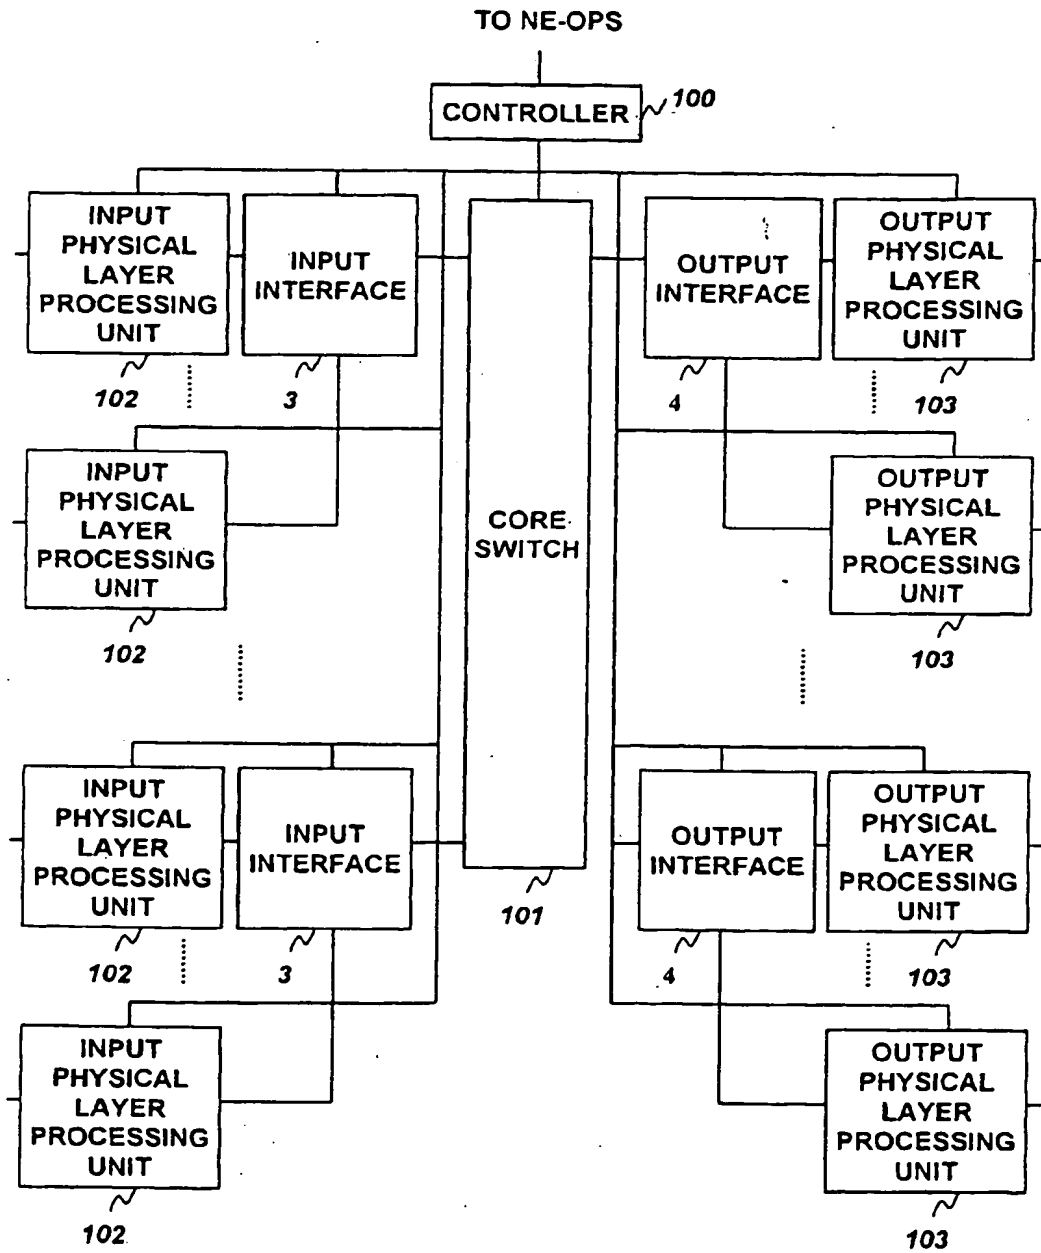 TO NE-OPS
CONTROLLER
100
INPUT
PHYSICAL
LAYER
PROCESSING
UNIT
102
INPUT
INTERFACE
3
OUTPUT
INTERFACE
4
OUTPUT
PHYSICAL
LAYER
PROCESSING
UNIT
103
INPUT
PHYSICAL
LAYER
PROCESSING
UNIT
102
CORE
SWITCH
101
OUTPUT
PHYSICAL
LAYER
PROCESSING
UNIT
103
INPUT
PHYSICAL
LAYER
PROCESSING
UNIT
102
INPUT
INTERFACE
3
OUTPUT
INTERFACE
4
OUTPUT
PHYSICAL
LAYER
PROCESSING
UNIT
103
INPUT
PHYSICAL
LAYER
PROCESSING
UNIT
102
OUTPUT
PHYSICAL
LAYER
PROCESSING
UNIT
103